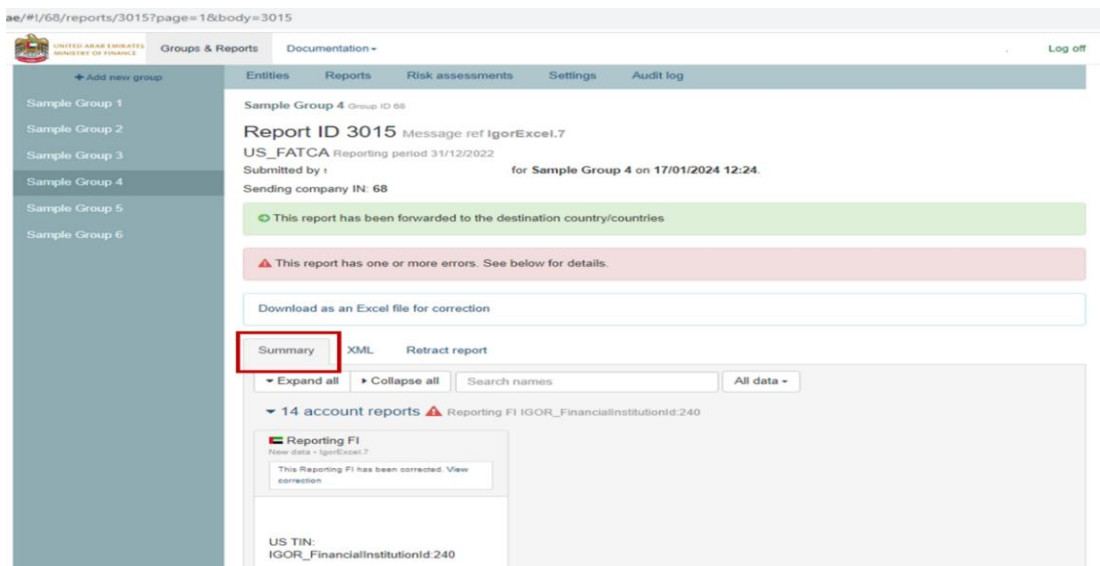 ae/#!/68/reports/3015?page=1&body=3015
UNITED ARAB EMIRATES
MINISTRY OF FINANCE
Groups & Reports
Documentation
Log off
Add new group
Entities Reports Risk assessments Settings Audit log
Sample Group 1
Sample Group 2
Sample Group 3
Sample Group 4
Sample Group 5
Sample Group 6
Sample Group 4 Group ID 68
Report ID 3015 Message ref IgorExcel.7
US_FATCA Reporting period 31/12/2022
Submitted by for Sample Group 4 on 17/01/2024 12:24.
Sending company IN: 68
This report has been forwarded to the destination country/countries
This report has one or more errors. See below for details.
Download as an Excel file for correction
Summary XML Retract report
Expand all Collapse all Search names All data
14 account reports Reporting FI IGOR_FinancialInstitutionId:240
Reporting FI
New data - IgorExcel.7
This Reporting FI has been corrected. View
correction
US TIN:
IGOR_FinancialInstitutionId:240